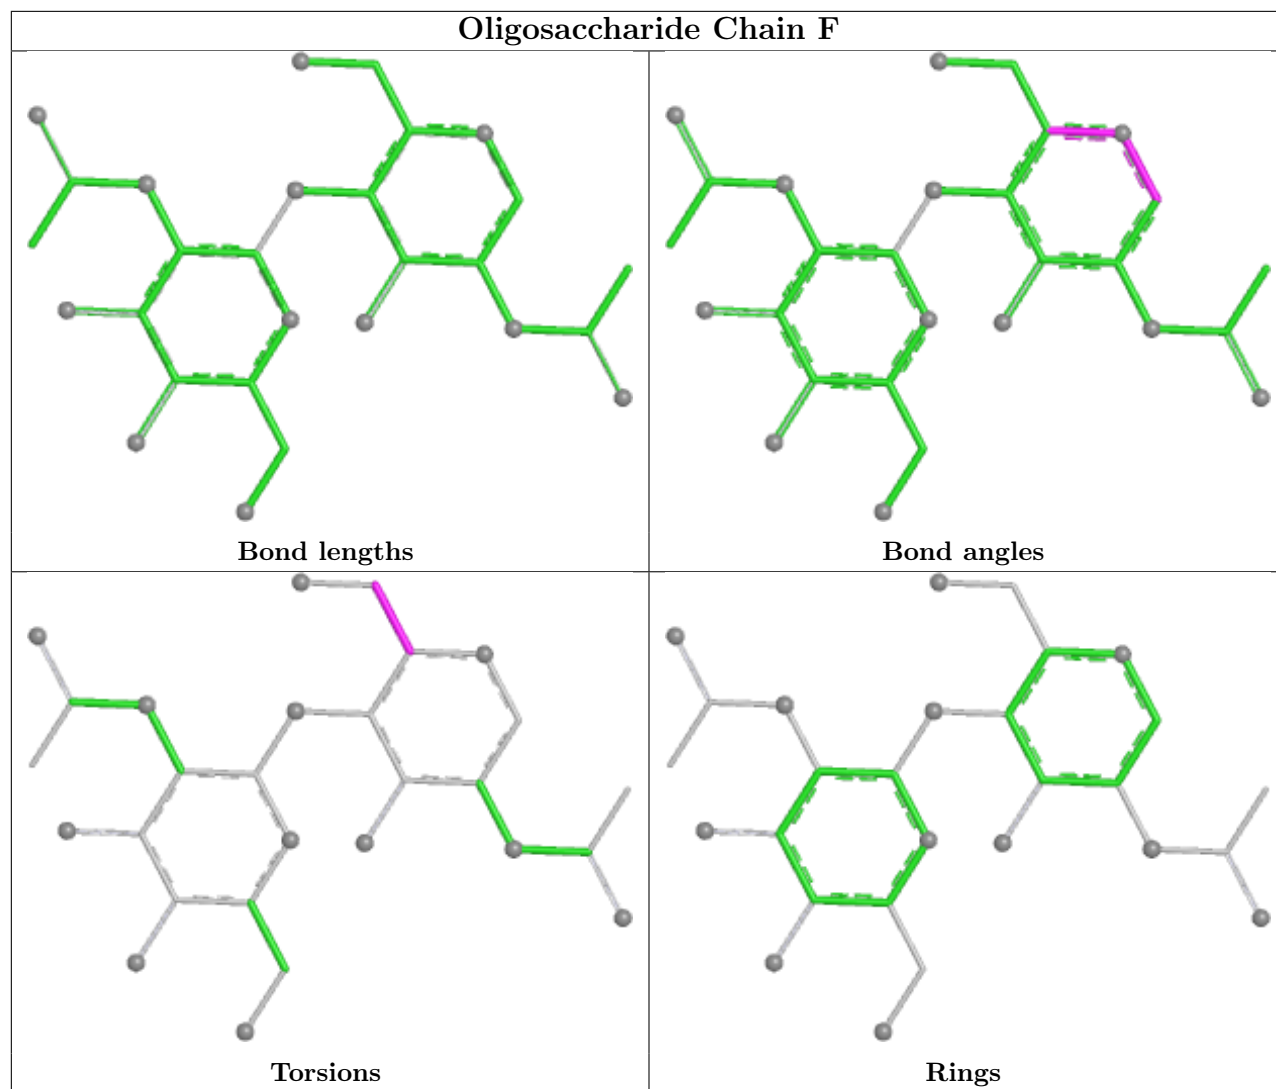 Oligosaccharide Chain F
Bond lengths
Bond angles
Torsions
Rings